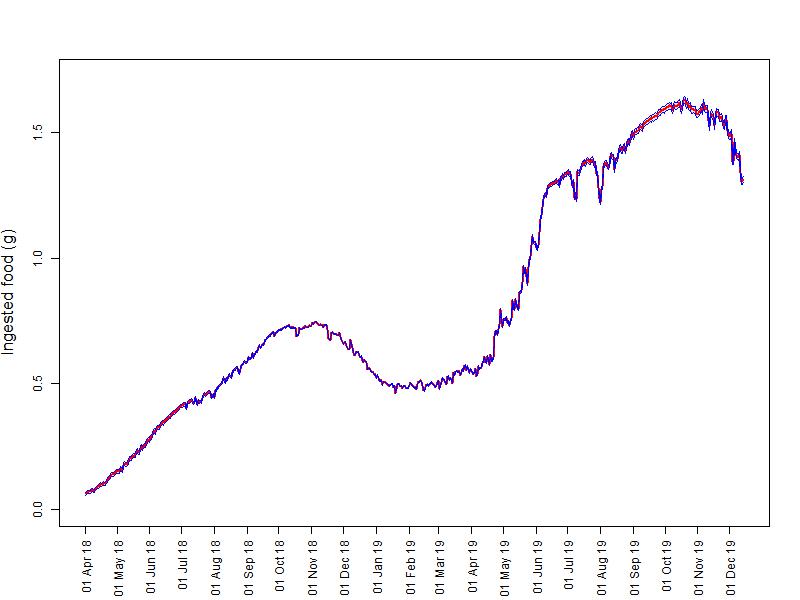 Ingested food (g)
1.5
1.0
0.5
0.0
01 Apr 18
01 May 18
01 Jun 18
01 Jul 18
01 Aug 18
01 Sep 18
01 Oct 18
01 Nov 18
01 Dec 18
01 Jan 19
01 Feb 19
01 Mar 19
01 Apr 19
01 May 19
01 Jun 19
01 Jul 19
01 Aug 19
01 Sep 19
01 Oct 19
01 Nov 19
01 Dec 19